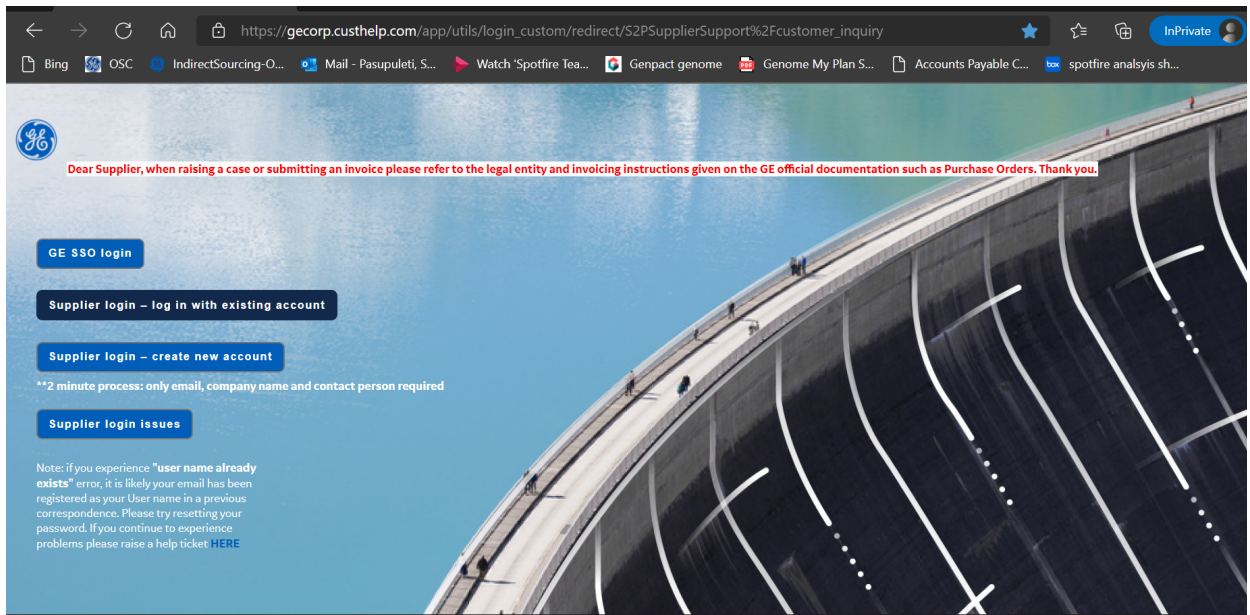 https://gecorp.custhelp.com/app/utils/login_custom/redirect/S2PSupplierSupport%2Fcustomer_inquiry
InPrivate
Bing OSC IndirectSourcing-O... Mail - Pasupuleti, S... Watch 'Spotfire Tea... Genpact genome Genome My Plan S... Accounts Payable C... spotfire analsyis sh...
GE
Dear Supplier, when raising a case or submitting an invoice please refer to the legal entity and invoicing instructions given on the GE official documentation such as Purchase Orders. Thank you.
GE SSO login
Supplier login – log in with existing account
Supplier login – create new account
**2 minute process: only email, company name and contact person required
Supplier login issues
Note: if you experience "user name already
exists" error, it is likely your email has been
registered as your User name in a previous
correspondence. Please try resetting your
password. If you continue to experience
problems please raise a help ticket HERE